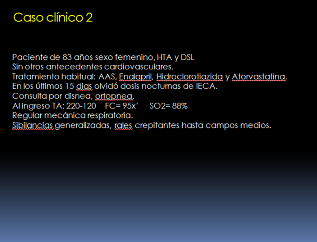 Caso clínico 2
Paciente de 83 años sexo femenino, HTA y DSL
Sin otros antecedentes cardiovasculares.
Tratamiento habitual: AAS, Enalapril, Hidroclorotiazida y Atorvastatina.
En los últimos 15 dias olvidó dosis nocturnas de IECA.
Consulta por disnea, ortopnea.
Al ingreso TA: 220-120 FC= 95x' SO2= 88%
Regular mecánica respiratoria.
Sibilancias generalizadas, rales crepitantes hasta campos medios.